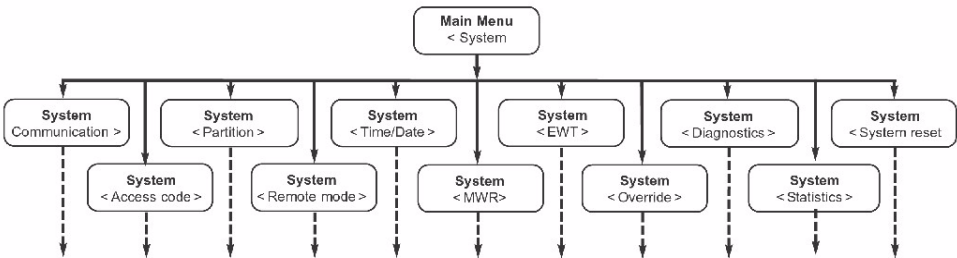 Main Menu
< System
System
Communication >
System
< Partition >
System
< Time/Date >
System
< EWT >
System
< Diagnostics >
System
< System reset
System
< Access code >
System
< Remote mode >
System
< MWR>
System
< Override >
System
< Statistics >